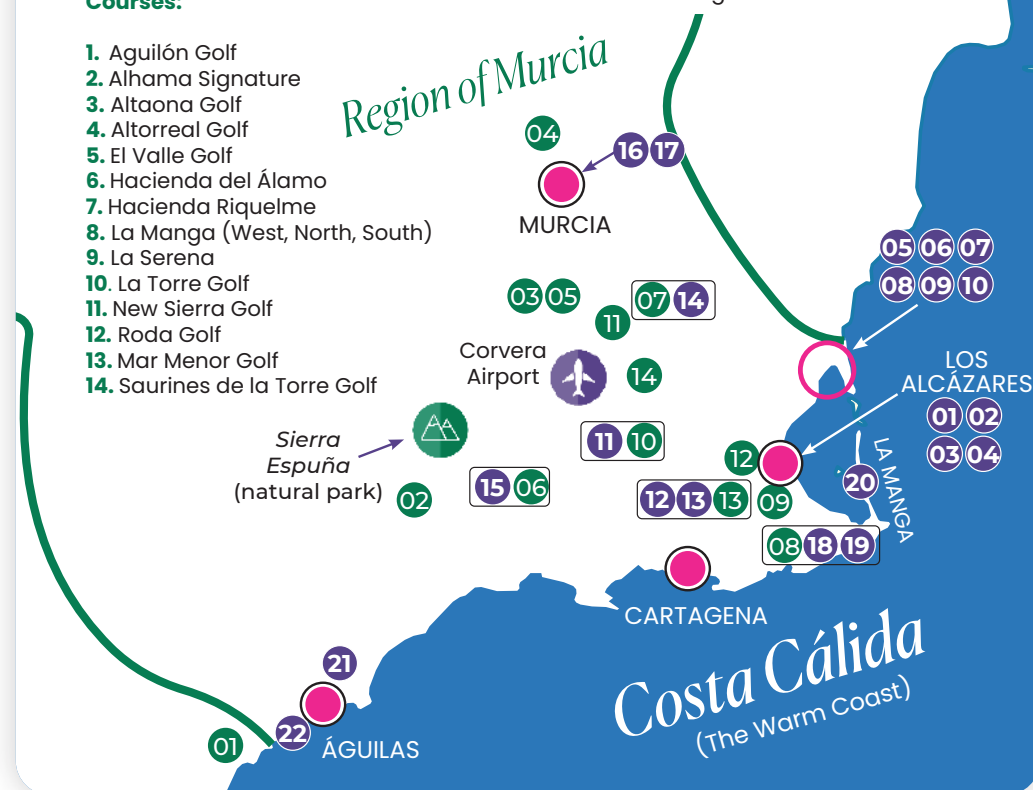 Courses:
1. Aguilón Golf
2. Alhama Signature
3. Altaona Golf
4. Altorreal Golf
5. El Valle Golf
6. Hacienda del Álamo
7. Hacienda Riquelme
8. La Manga (West, North, South)
9. La Serena
10. La Torre Golf
11. New Sierra Golf
12. Roda Golf
13. Mar Menor Golf
14. Saurines de la Torre Golf
Region of Murcia
04
16 17
MURCIA
05 06 07
08 09 10
03 05
07 14
11
Corvera
Airport
14
LOS
ALCÁZARES
01 02
03 04
Sierra
Espuña
(natural park)
11 10
12
LA MANGA
20
02
15 06
12 13 13
09
08 18 19
CARTAGENA
Costa Cálida
(The Warm Coast)
21
22
ÁGUILAS
01